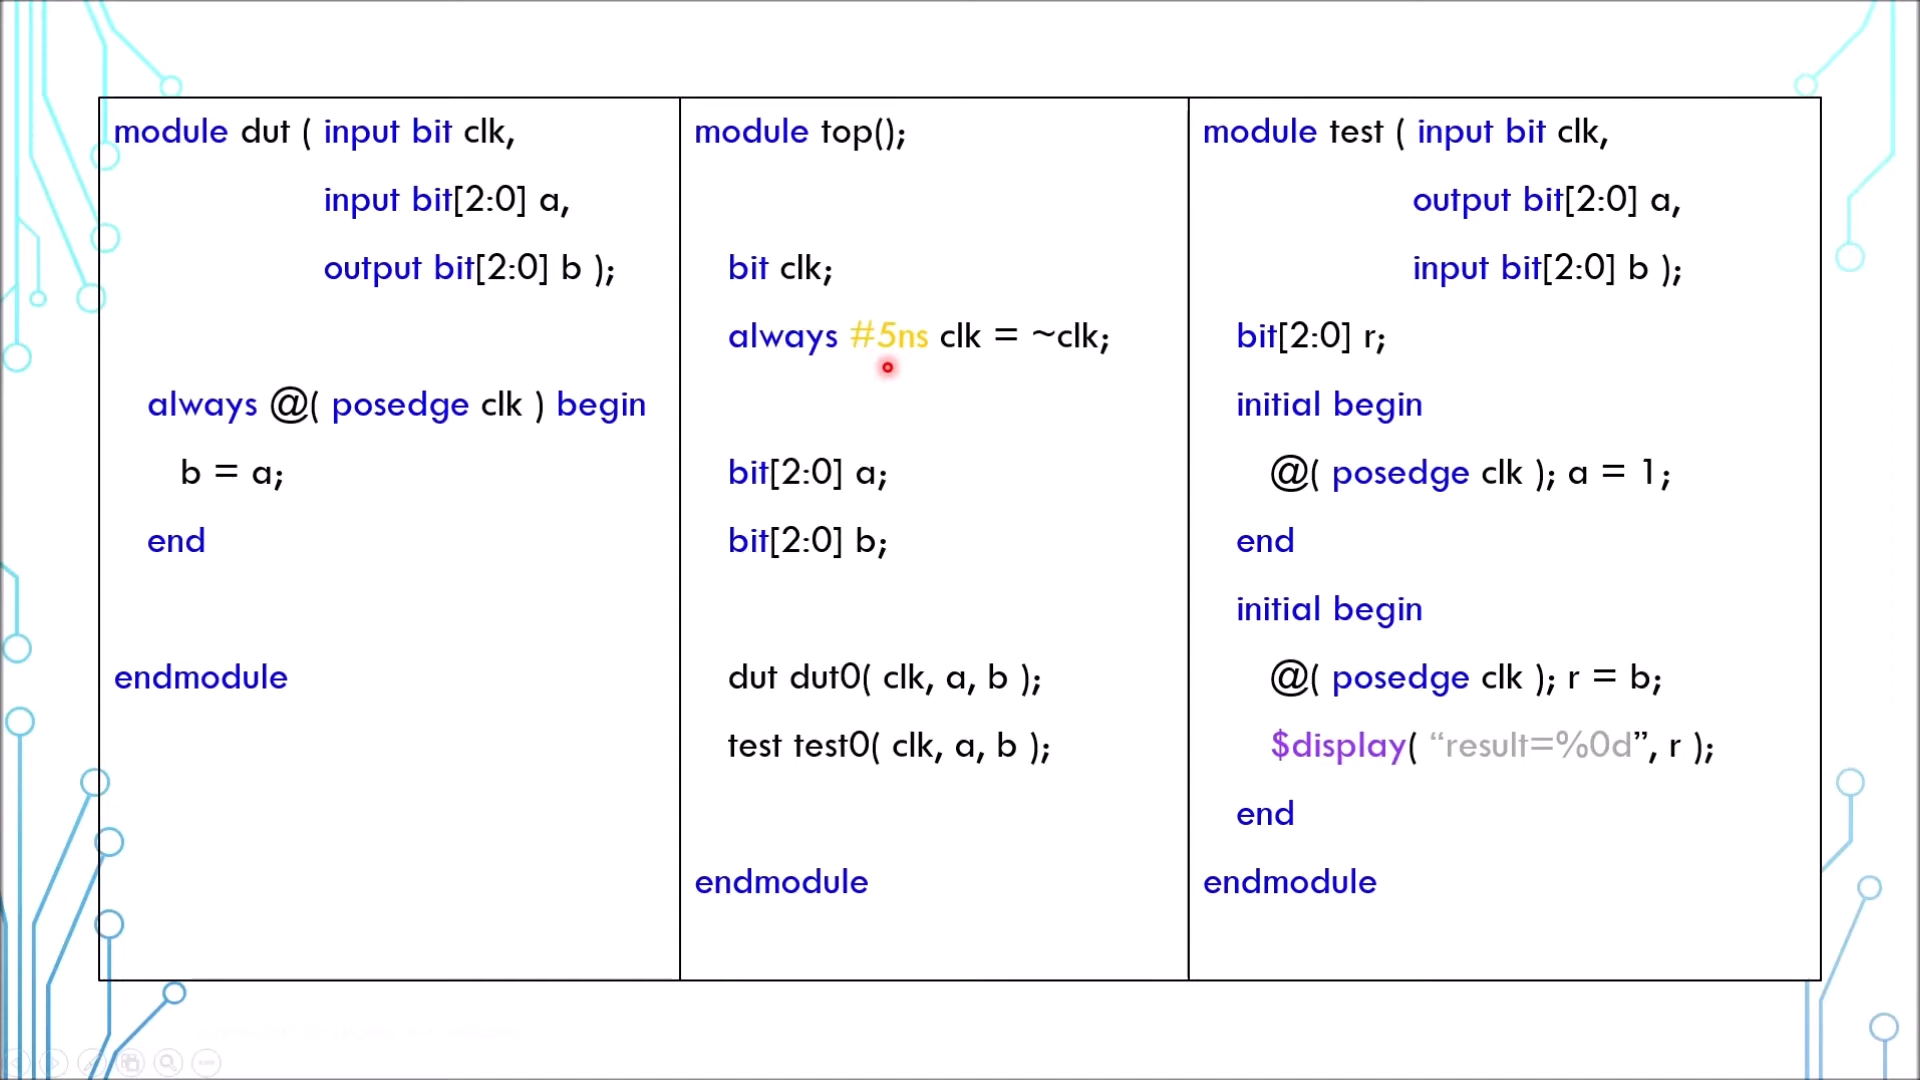 module dut ( input bit clk,
input bit[2:0] a,
output bit[2:0] b );
always @( posedge clk ) begin
b = a;
end
endmodule
module top();
bit clk;
always #5ns clk = ~clk;
bit[2:0] a;
bit[2:0] b;
dut dut0( clk, a, b );
test test0( clk, a, b );
endmodule
module test ( input bit clk,
output bit[2:0] a,
input bit[2:0] b );
bit[2:0] r;
initial begin
@( posedge clk ); a = 1;
end
initial begin
@( posedge clk ); r = b;
$display( “result=%0d”, r );
end
endmodule